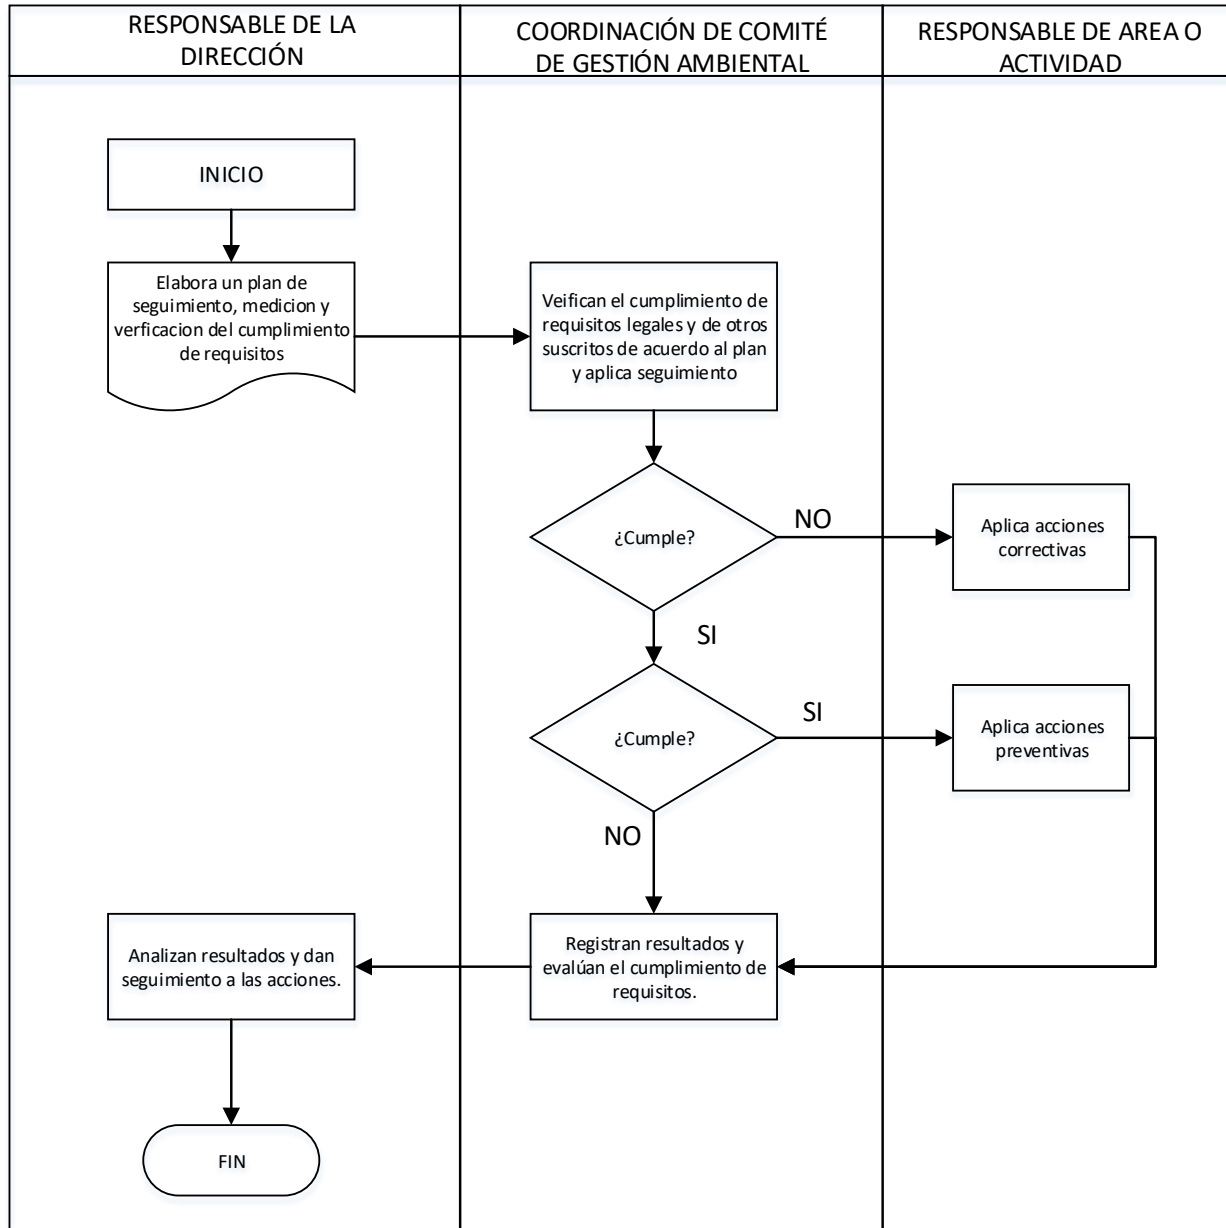 RESPONSABLE DE LA
DIRECCIÓN
COORDINACIÓN DE COMITÉ
DE GESTIÓN AMBIENTAL
RESPONSABLE DE AREA O
ACTIVIDAD
INICIO
Elabora un plan de
seguimiento, medicion y
verficacion del cumplimiento
de requisitos
Veifican el cumplimiento de
requisitos legales y de otros
suscritos de acuerdo al plan
y aplica seguimiento
¿Cumple?
NO
Aplica acciones
correctivas
SI
¿Cumple?
SI
Aplica acciones
preventivas
NO
Registran resultados y
evalúan el cumplimiento de
requisitos.
Analizan resultados y dan
seguimiento a las acciones.
FIN